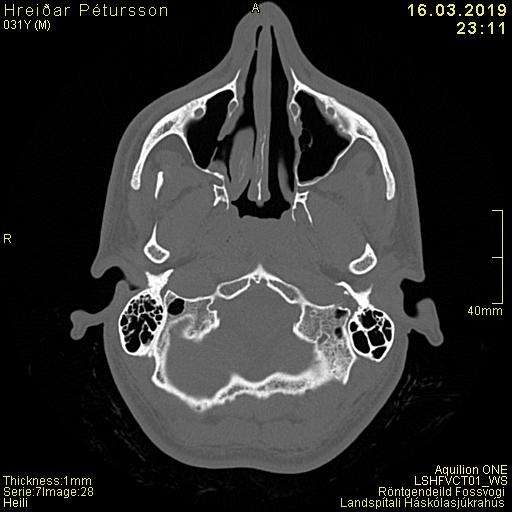 Hreiðar Pétursson
031Y (M)
A
16.03.2019
23:11
R
40mm
Thickness:1mm
Serie:7Image:28
Heili
Aquilion ONE
LSHFVCT01_WS
Röntgendeild Fossvogi
Landspítali Háskólasjúkrahús